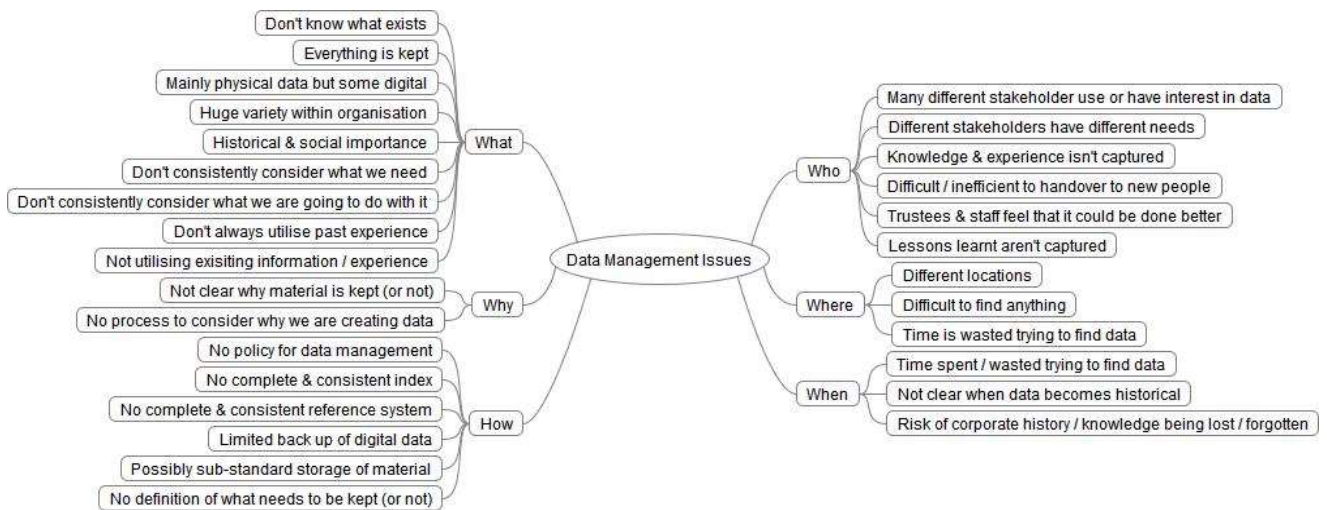 Don't know what exists
Everything is kept
Mainly physical data but some digital
Huge variety within organisation
Historical & social importance
Don't consistently consider what we need
Don't consistently consider what we are going to do with it
Don't always utilise past experience
Not utilising exisiting information / experience
What
Not clear why material is kept (or not)
No process to consider why we are creating data
Why
No policy for data management
No complete & consistent index
No complete & consistent reference system
Limited back up of digital data
Possibly sub-standard storage of material
No definition of what needs to be kept (or not)
How
Data Management Issues
Who
Many different stakeholder use or have interest in data
Different stakeholders have different needs
Knowledge & experience isn't captured
Difficult / inefficient to handover to new people
Trustees & staff feel that it could be done better
Lessons learnt aren't captured
Where
Different locations
Difficult to find anything
Time is wasted trying to find data
When
Time spent / wasted trying to find data
Not clear when data becomes historical
Risk of corporate history / knowledge being lost / forgotten